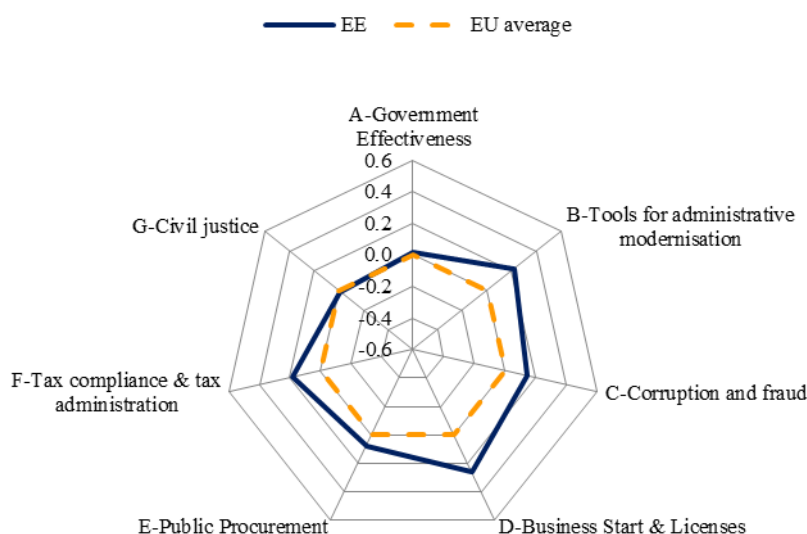 EE
EU average
A-Government
Effectiveness
0.6
0.4
0.2
0.0
-0.2
-0.4
-0.6
B-Tools for administrative
modernisation
G-Civil justice
C-Corruption and fraud
F-Tax compliance & tax
administration
E-Public Procurement
D-Business Start & Licenses